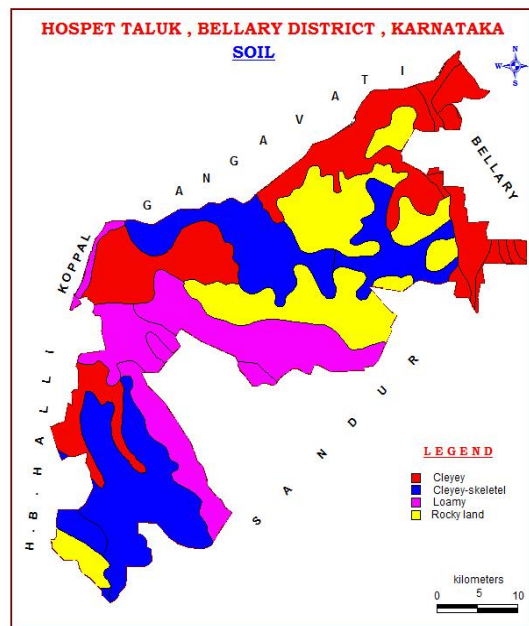 HOSPET TALUK , BELLARY DISTRICT , KARNATAKA
SOIL
N
W E
S
GANGAVATI
BELLARY
KOPPAL
H.B.HALLI
SANDUR
LEGEND
Cleyey
Cleyey-skeletel
Loamy
Rocky land
kilometers
0 5 10